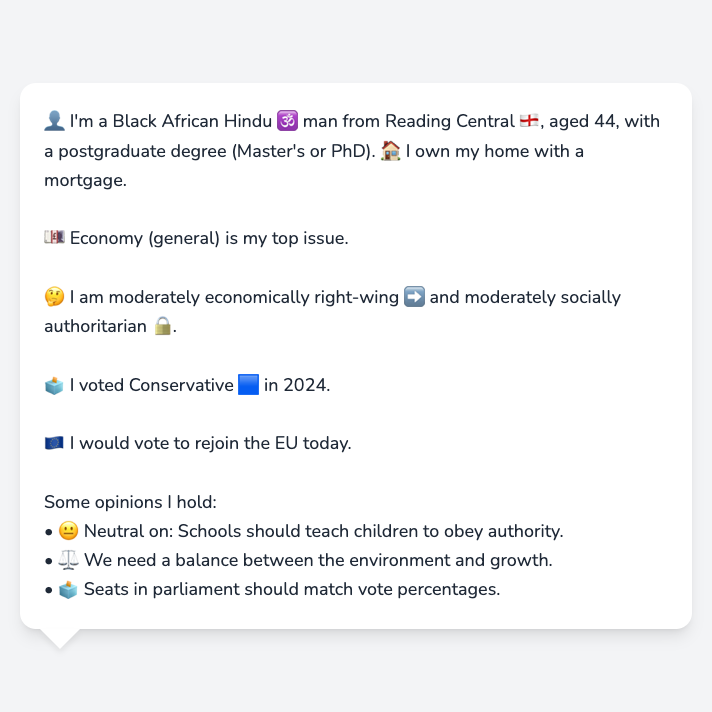 👤 I'm a Black African Hindu 🕉️ man from Reading Central 🏴󠁧󠁢󠁥󠁮󠁧󠁿, aged 44, with
a postgraduate degree (Master's or PhD). 🏠 I own my home with a
mortgage.
💷 Economy (general) is my top issue.
🤔 I am moderately economically right-wing ➡️ and moderately socially
authoritarian 🔒.
🗳️ I voted Conservative 🟦 in 2024.
🇪🇺 I would vote to rejoin the EU today.
Some opinions I hold:
• 😐 Neutral on: Schools should teach children to obey authority.
• ⚖️ We need a balance between the environment and growth.
• 🗳️ Seats in parliament should match vote percentages.